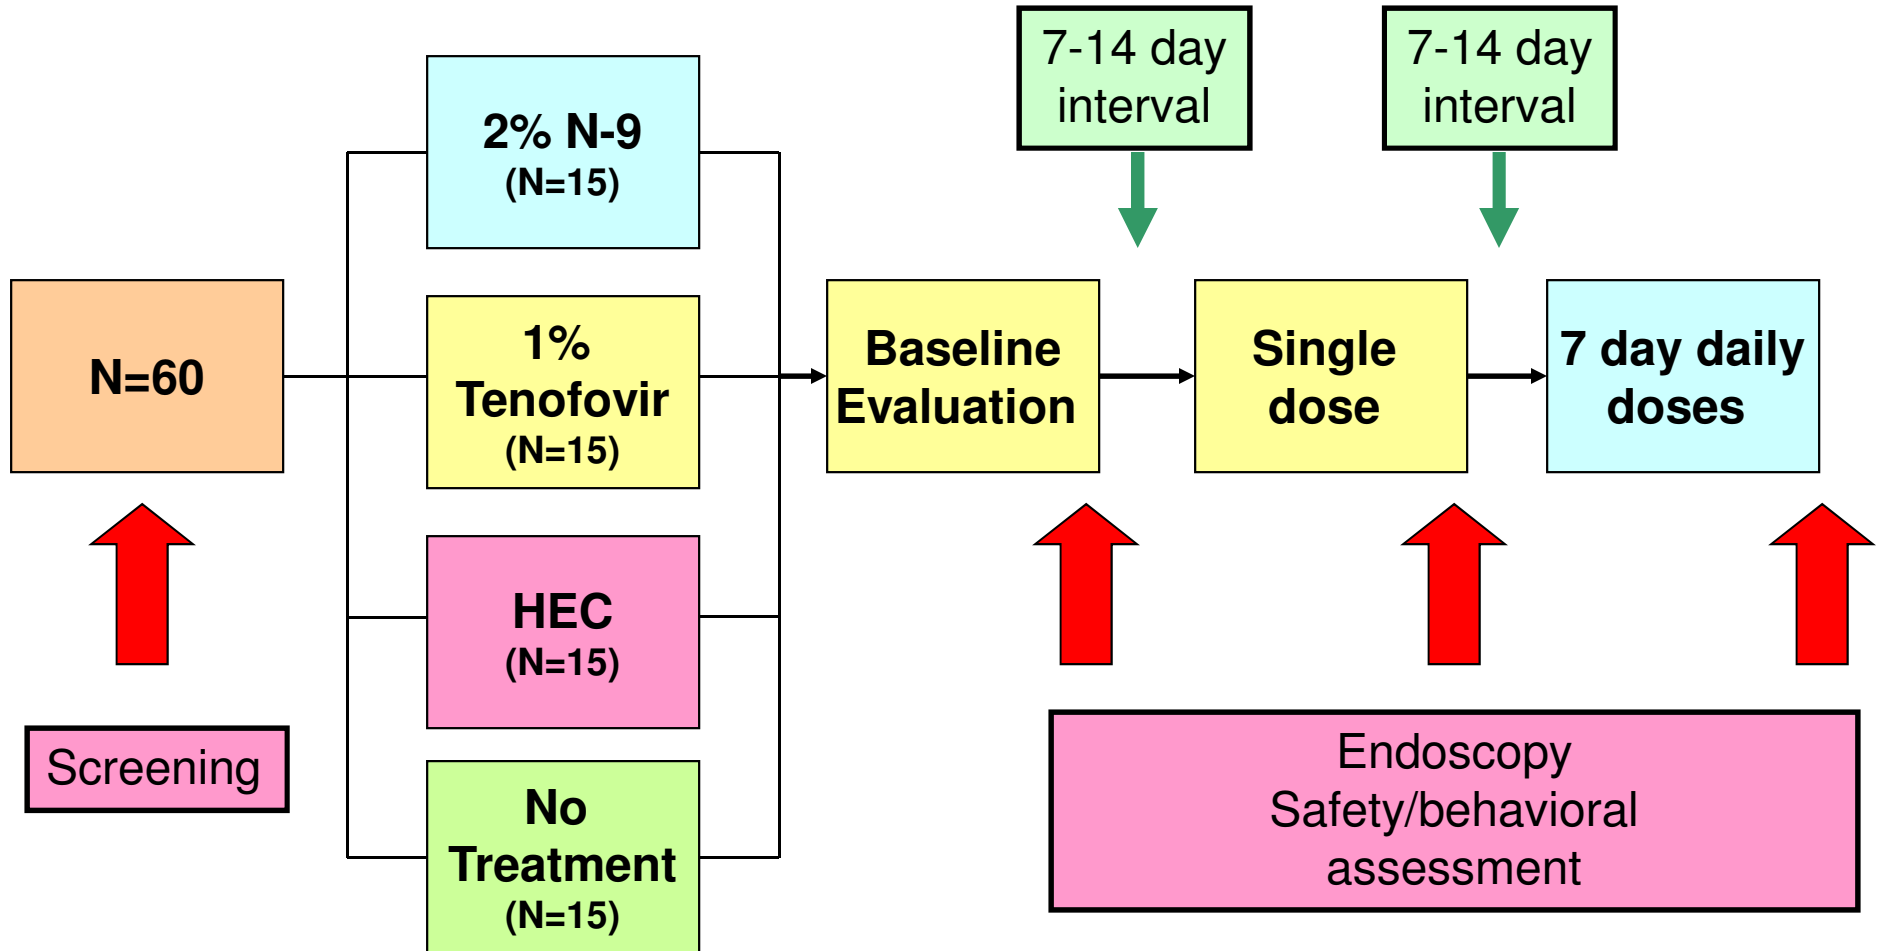 7-14 day
interval
7-14 day
interval
2% N-9
(N=15)
N=60
1%
Tenofovir
(N=15)
Baseline
Evaluation
Single
dose
7 day daily
doses
HEC
(N=15)
Screening
No
Treatment
(N=15)
Endoscopy
Safety/behavioral
assessment